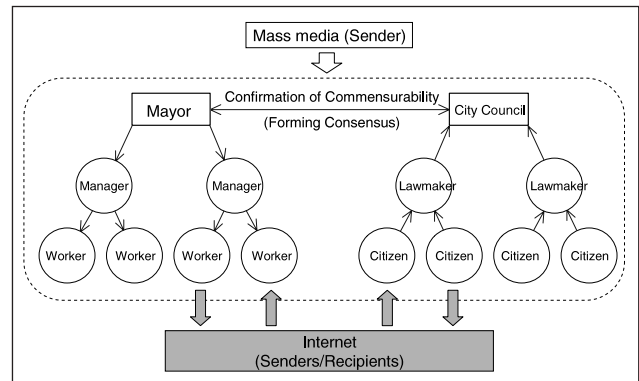 Mass media (Sender)
Confirmation of Commensurability
Mayor
City Council
(Forming Consensus)
Manager Manager Lawmaker Lawmaker
Worker Worker Worker Worker Citizen Citizen Citizen Citizen
Internet
(Senders/Recipients)